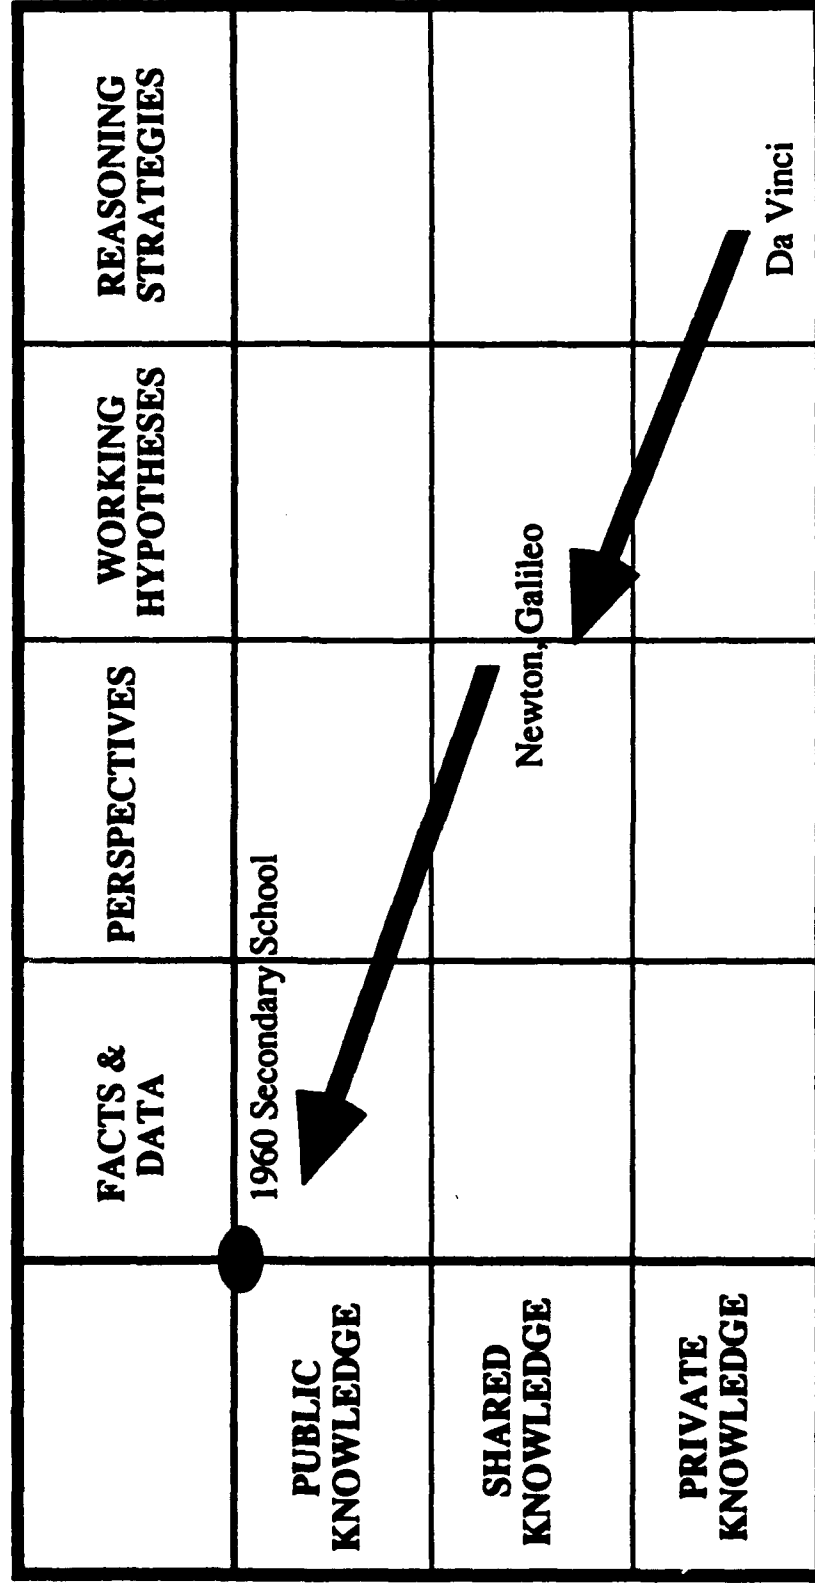 FACTS &
DATA
PERSPECTIVES
WORKING
HYPOTHESES
REASONING
STRATEGIES
PUBLIC
KNOWLEDGE
1960 Secondary School
SHARED
KNOWLEDGE
Newton, Galileo
PRIVATE
KNOWLEDGE
Da Vinci